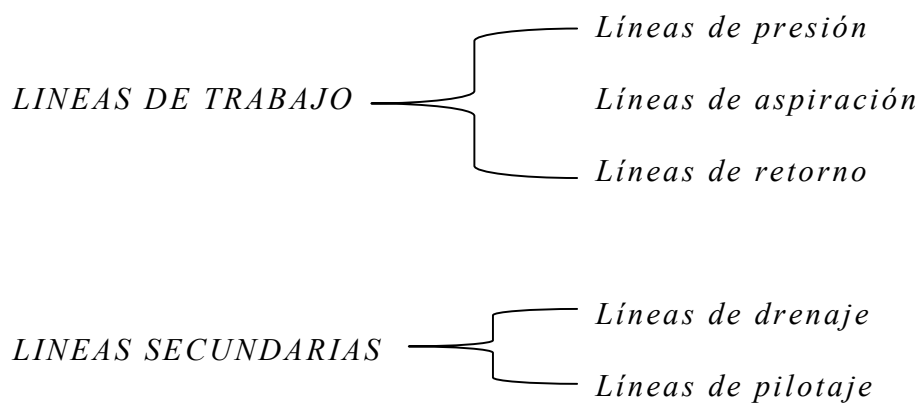 Líneas de presión
LINEAS DE TRABAJO
Líneas de aspiración
Líneas de retorno
Líneas de drenaje
LINEAS SECUNDARIAS
Líneas de pilotaje